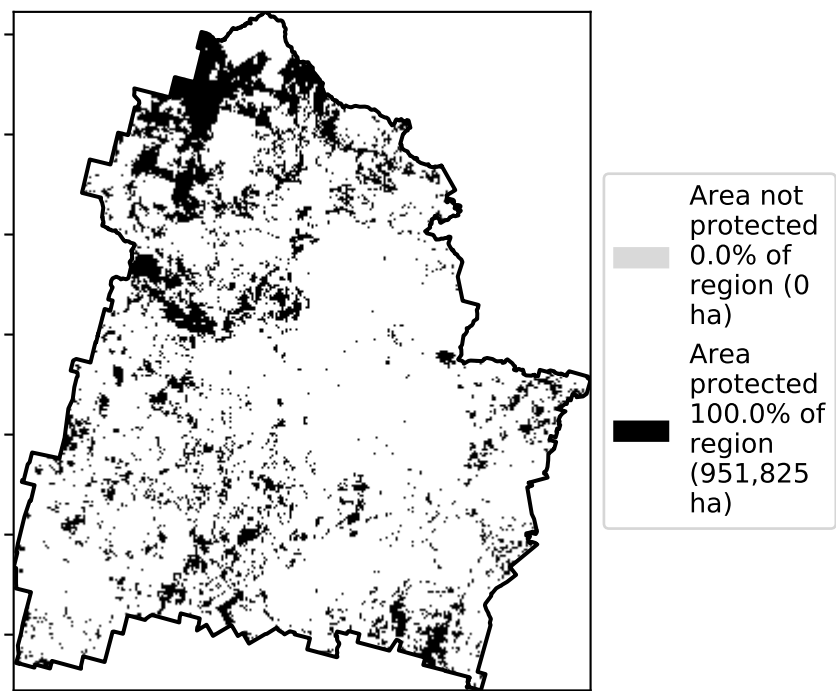 Area not
protected
0.0% of
region (0
ha)
Area
protected
100.0% of
region
(951,825
ha)